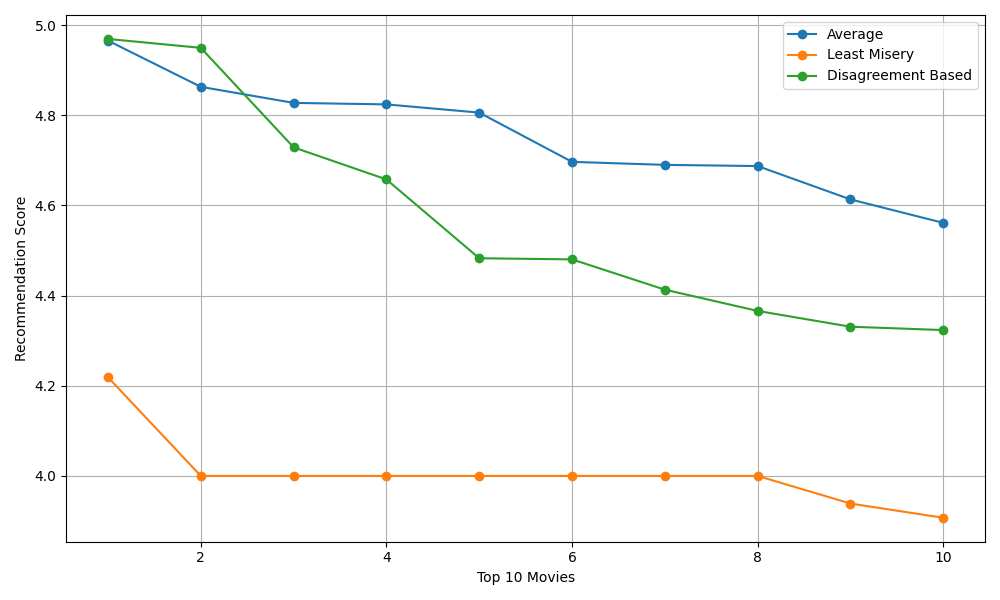 5.0
4.8
4.6
4.4
4.2
4.0
Recommendation Score
2
4
6
8
10
Top 10 Movies
Average
Least Misery
Disagreement Based